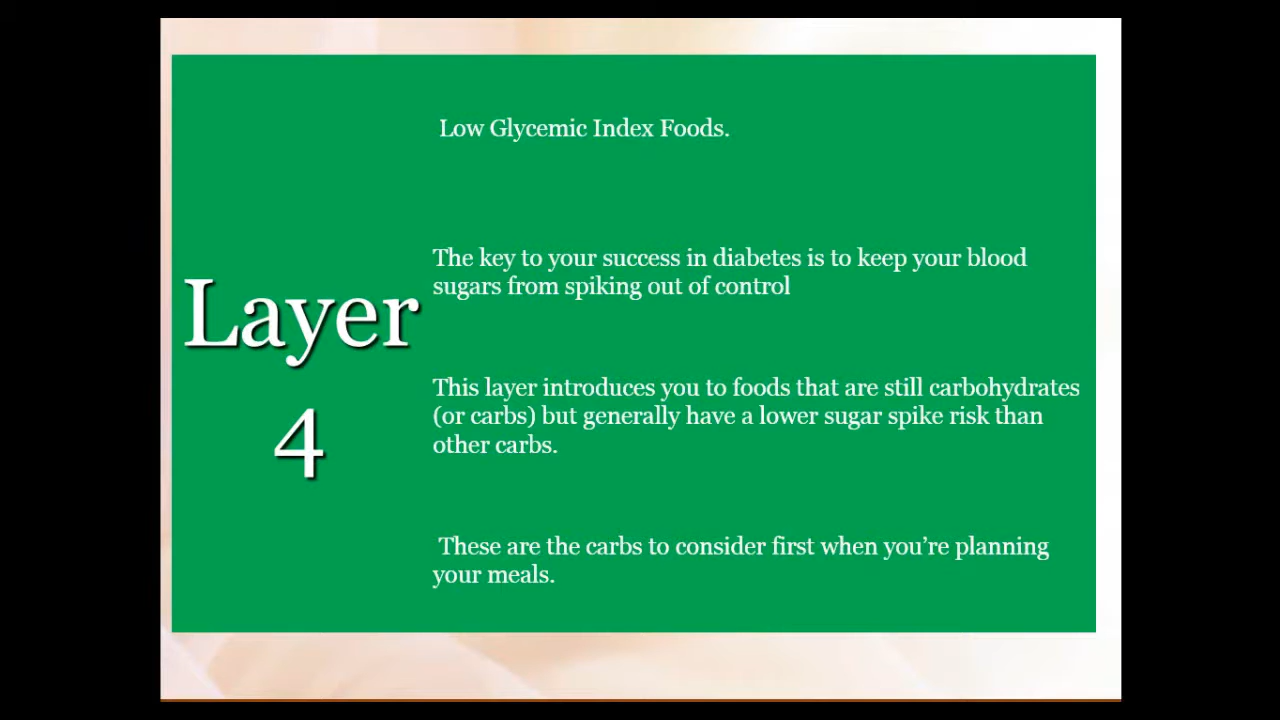 Layer
4
Low Glycemic Index Foods.
The key to your success in diabetes is to keep your blood
sugars from spiking out of control
This layer introduces you to foods that are still carbohydrates
(or carbs) but generally have a lower sugar spike risk than
other carbs.
These are the carbs to consider first when you’re planning
your meals.